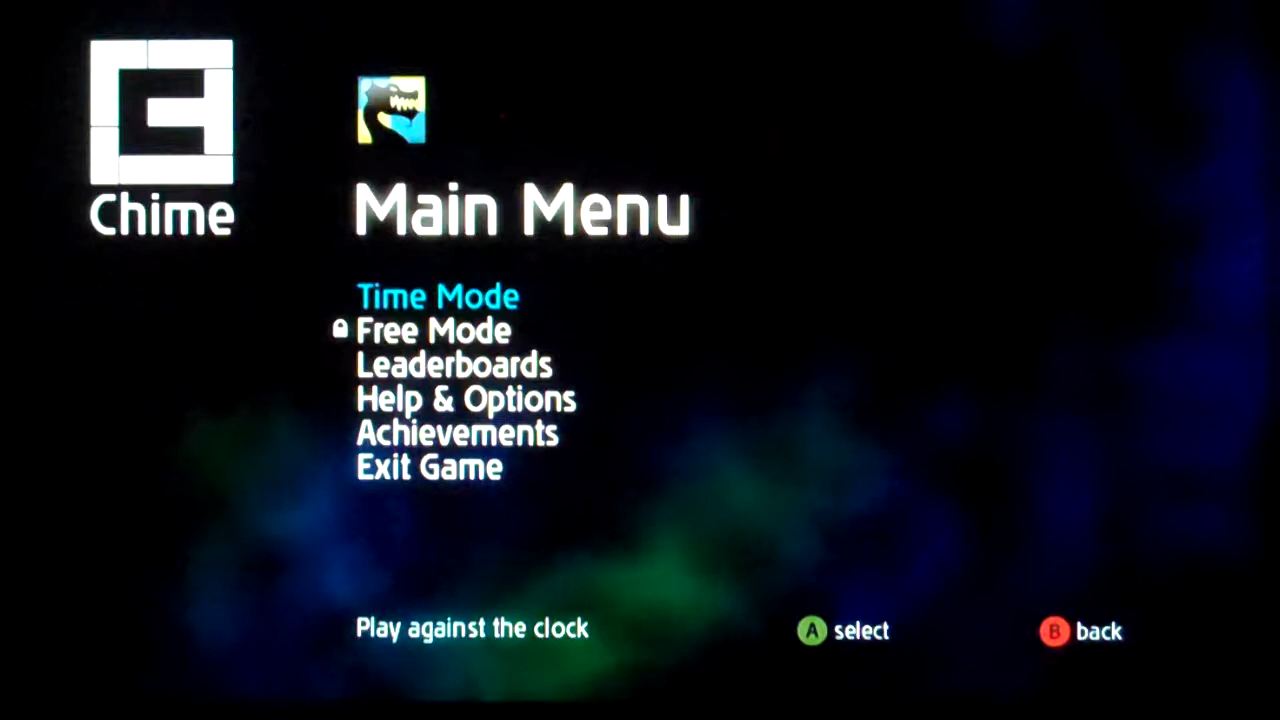 Chime
Main Menu
Time Mode
Free Mode
Leaderboards
Help & Options
Achievements
Exit Game
Play against the clock
A select
B back